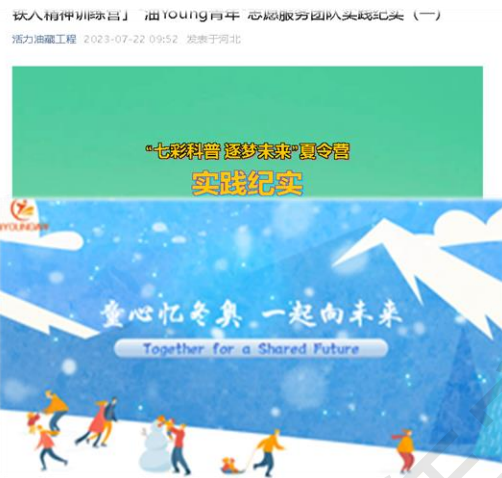 铁人精神训练营」“油Young青年”志愿服务团队实践纪实（一）
活力油藏工程 2023-07-22 09:52 发表于河北
“七彩科普 逐梦未来”夏令营
实践纪实
童心忆冬奥 一起向未来
Together for a Shared Future